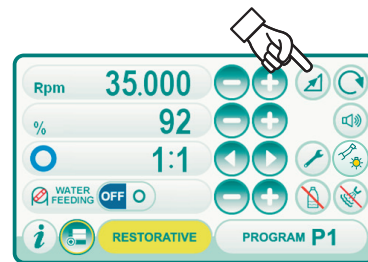 Rpm 35.000
% 92
1:1
WATER FEEDING OFF
i RESTORATIVE PROGRAM P1